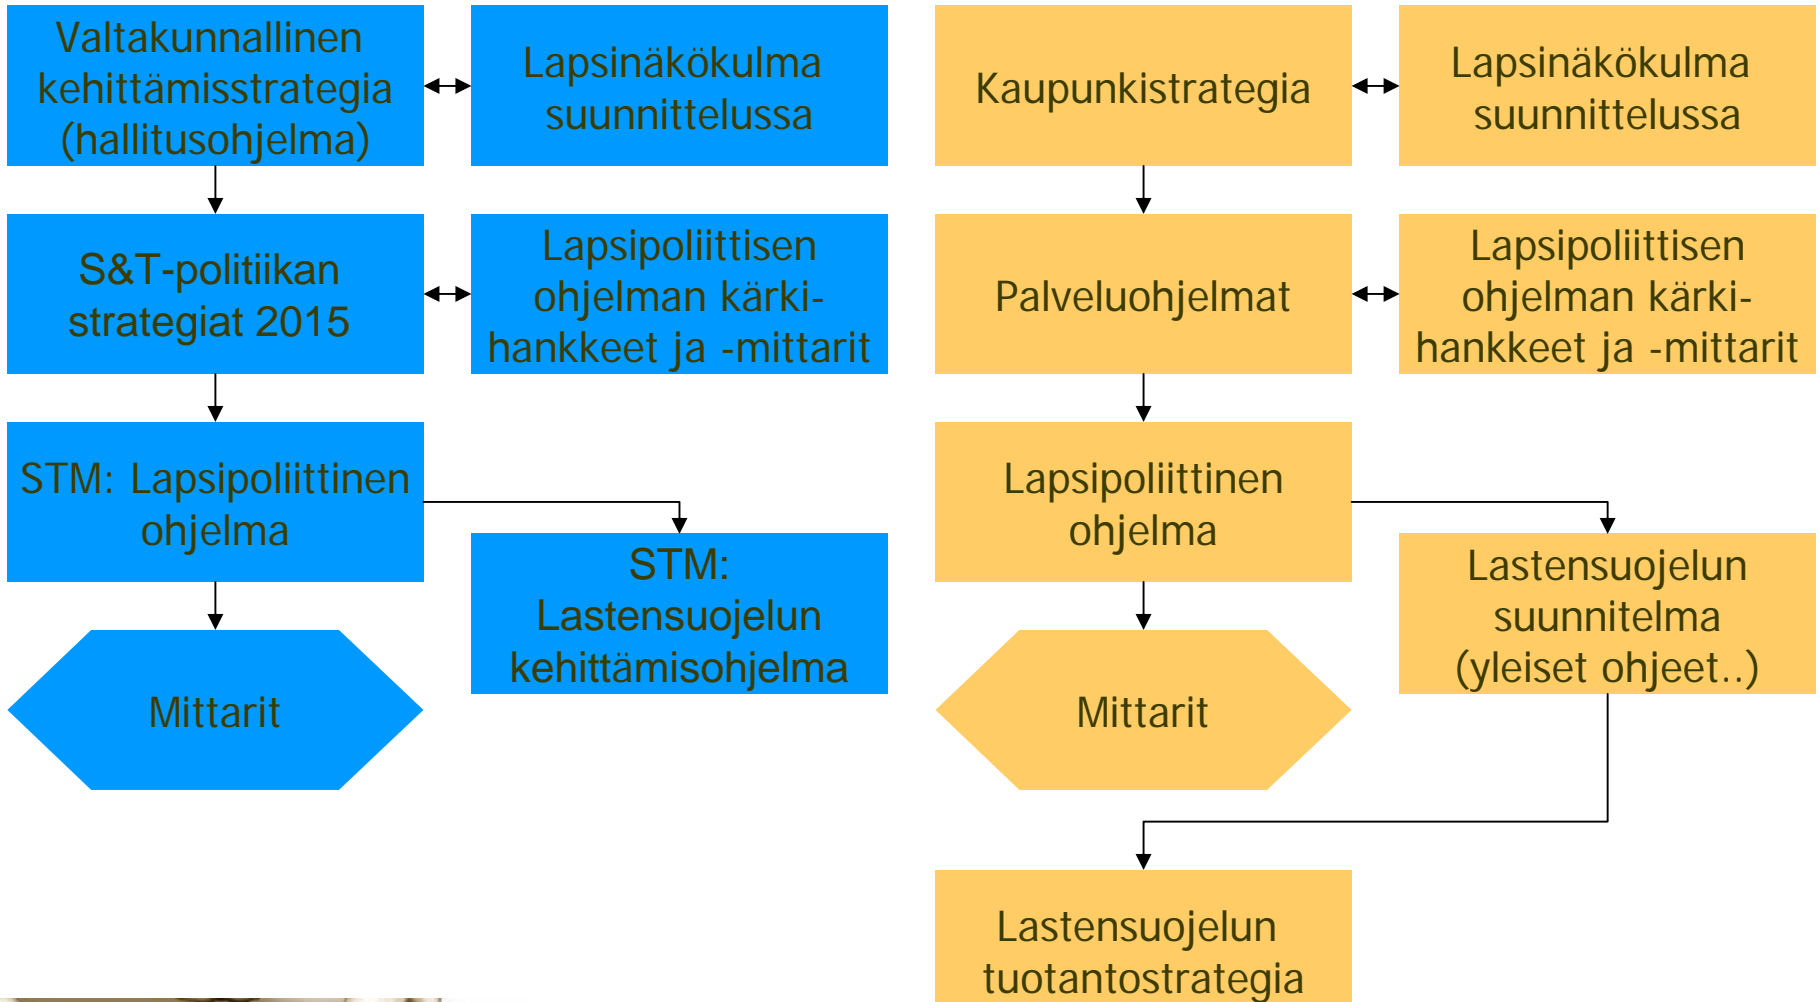 Valtakunnallinen
kehittämisstrategia
(hallitusohjelma)
Lapsinäkökulma
suunnittelussa
S&T-politiikan
strategiat 2015
Lapsipoliittisen
ohjelman kärki-
hankkeet ja -mittarit
STM: Lapsipoliittinen
ohjelma
STM:
Lastensuojelun
kehittämisohjelma
Mittarit
Kaupunkistrategia
Lapsinäkökulma
suunnittelussa
Palveluohjelmat
Lapsipoliittisen
ohjelman kärki-
hankkeet ja -mittarit
Lapsipoliittinen
ohjelma
Lastensuojelun
suunnitelma
(yleiset ohjeet..)
Mittarit
Lastensuojelun
tuotantostrategia